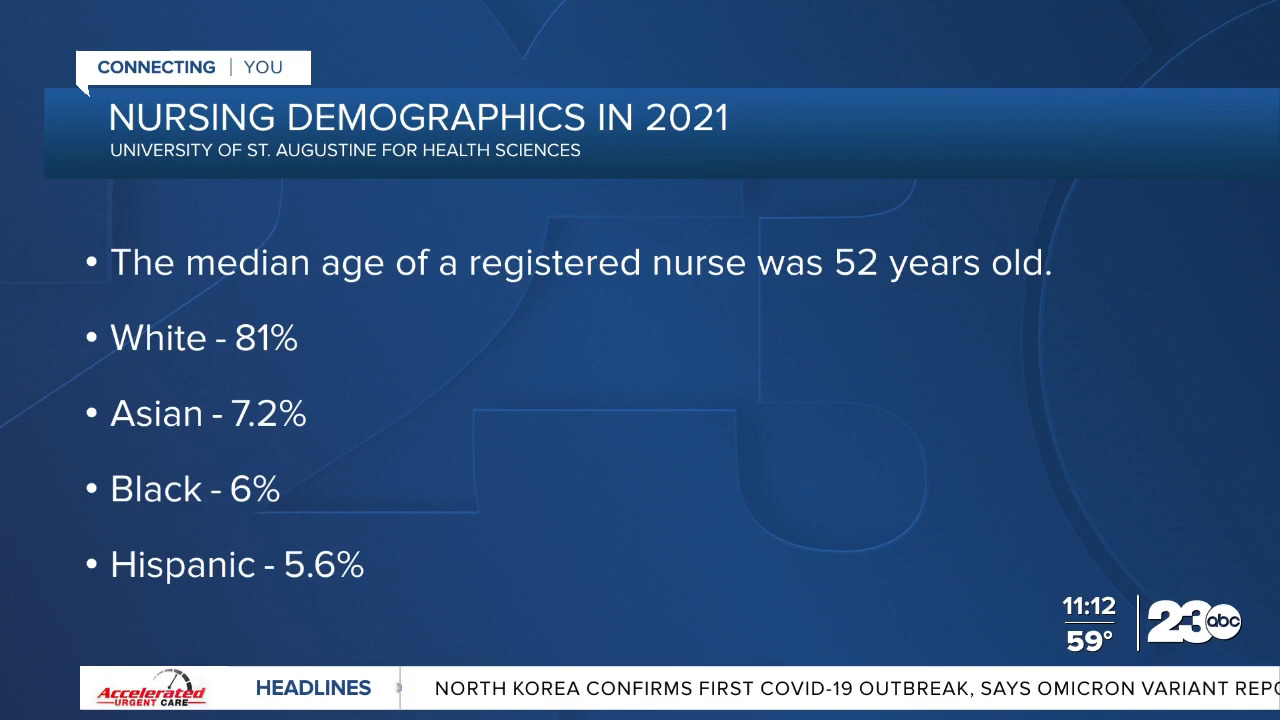 CONNECTING | YOU
NURSING DEMOGRAPHICS IN 2021
UNIVERSITY OF ST. AUGUSTINE FOR HEALTH SCIENCES
• The median age of a registered nurse was 52 years old.
• White - 81%
• Asian - 7.2%
• Black - 6%
• Hispanic - 5.6%
11:12
59°
23 abc
Accelerated
URGENT CARE
HEADLINES
NORTH KOREA CONFIRMS FIRST COVID-19 OUTBREAK, SAYS OMICRON VARIANT